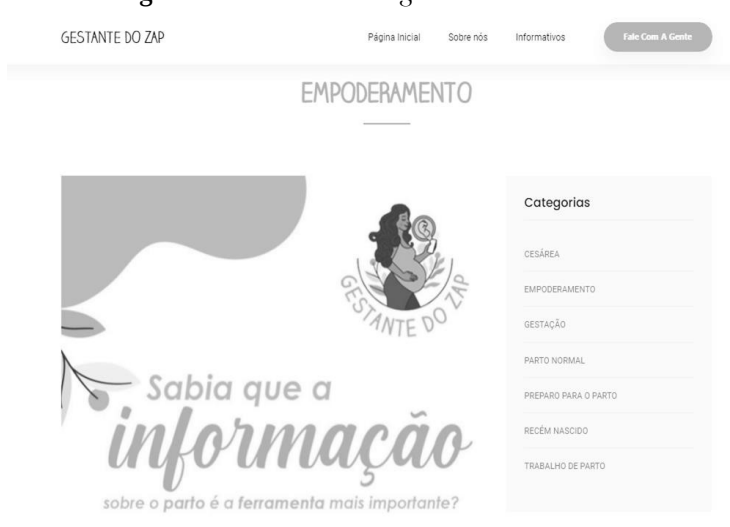 GESTANTE DO ZAP
Página Inicial Sobre nós Informativos Fale Com A Gente
EMPODERAMENTO
GESTANTE DO ZAP
Sabia que a
informação
sobre o parto é a ferramenta mais importante?
Categorias
CESÁREA
EMPODERAMENTO
GESTAÇÃO
PARTO NORMAL
PREPARO PARA O PARTO
RECÉM NASCIDO
TRABALHO DE PARTO